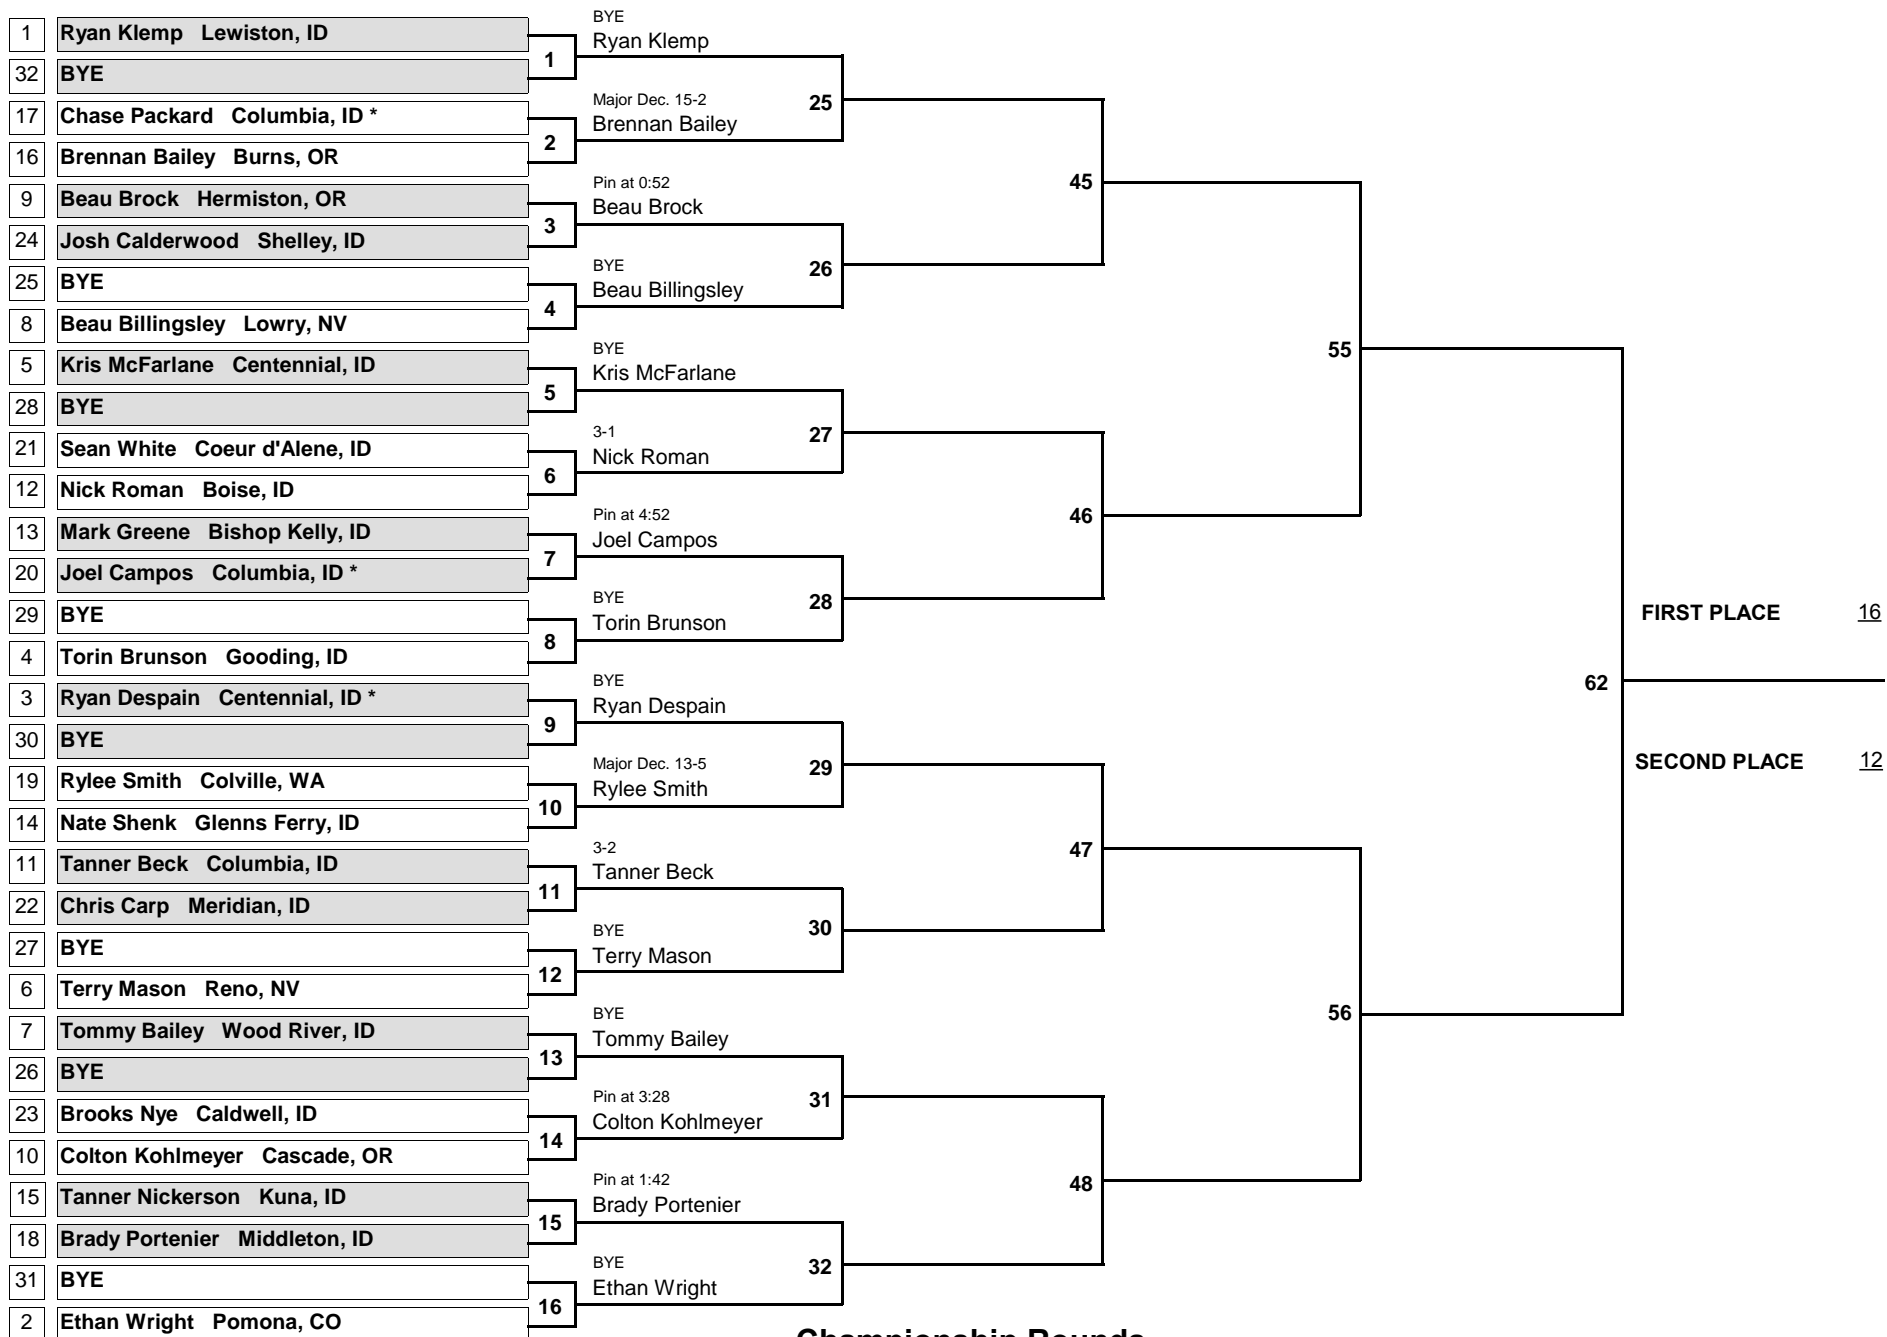 BYE
1 Ryan Klemp Lewiston, ID
Ryan Klemp
1
32 BYE
Major Dec. 15-2
25
17 Chase Packard Columbia, ID *
Brennan Bailey
2
16 Brennan Bailey Burns, OR
Pin at 0:52
45
9 Beau Brock Hermiston, OR
Beau Brock
3
24 Josh Calderwood Shelley, ID
BYE
26
25 BYE
Beau Billingsley
4
8 Beau Billingsley Lowry, NV
BYE
55
5 Kris McFarlane Centennial, ID
Kris McFarlane
5
28 BYE
3-1
27
21 Sean White Coeur d'Alene, ID
Nick Roman
6
12 Nick Roman Boise, ID
Pin at 4:52
46
13 Mark Greene Bishop Kelly, ID
Joel Campos
7
20 Joel Campos Columbia, ID *
BYE
28
29 BYE
FIRST PLACE 16
Torin Brunson
8
4 Torin Brunson Gooding, ID
BYE
62
3 Ryan Despain Centennial, ID *
Ryan Despain
9
30 BYE
Major Dec. 13-5
29
SECOND PLACE 12
19 Rylee Smith Colville, WA
Rylee Smith
10
14 Nate Shenk Glenns Ferry, ID
3-2
47
11 Tanner Beck Columbia, ID
Tanner Beck
11
22 Chris Carp Meridian, ID
BYE
30
27 BYE
Terry Mason
12
6 Terry Mason Reno, NV
BYE
56
7 Tommy Bailey Wood River, ID
Tommy Bailey
13
26 BYE
Pin at 3:28
31
23 Brooks Nye Caldwell, ID
Colton Kohlmeyer
14
10 Colton Kohlmeyer Cascade, OR
Pin at 1:42
48
15 Tanner Nickerson Kuna, ID
Brady Portenier
15
18 Brady Portenier Middleton, ID
BYE
32
31 BYE
Ethan Wright
16
2 Ethan Wright Pomona, CO
Championship Rounds